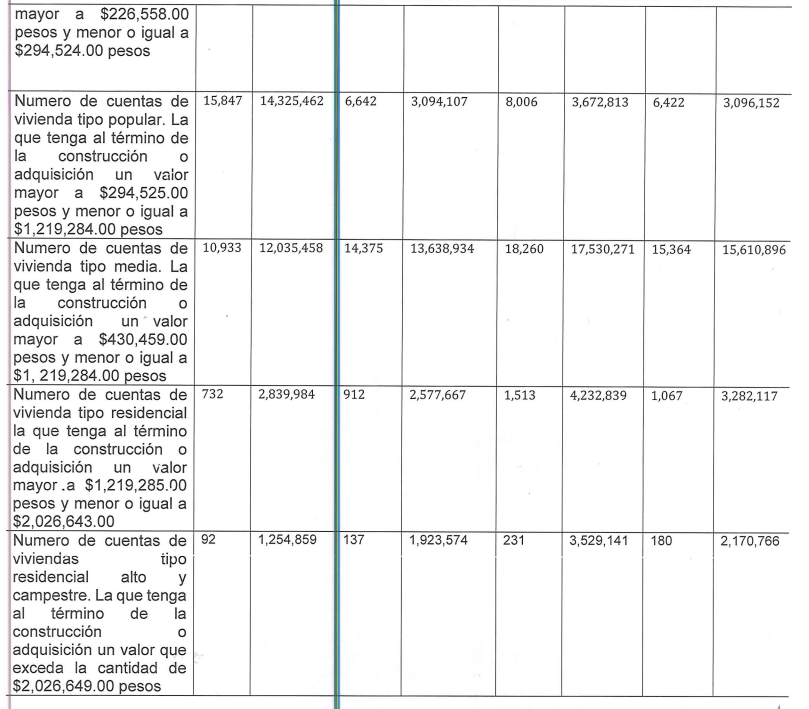 mayor a $226,558.00
pesos y menor o igual a
$294,524.00 pesos
Numero de cuentas de 15,847 14,325,462 6,642 3,094,107 8,006 3,672,813 6,422 3,096,152
vivienda tipo popular. La
que tenga al término de
la construcción o
adquisición un valor
mayor a $294,525.00
pesos y menor o igual a
$1,219,284.00 pesos
Numero de cuentas de 10,933 12,035,458 14,375 13,638,934 18,260 17,530,271 15,364 15,610,896
vivienda tipo media. La
que tenga al término de
la construcción o
adquisición un valor
mayor a $430,459.00
pesos y menor o igual a
$1, 219,284.00 pesos
Numero de cuentas de 732 2,839,984 912 2,577,667 1,513 4,232,839 1,067 3,282,117
vivienda tipo residencial
la que tenga al término
de la construcción o
adquisición un valor
mayor a $1,219,285.00
pesos y menor o igual a
$2,026,643.00
Numero de cuentas de 92 1,254,859 137 1,923,574 231 3,529,141 180 2,170,766
viviendas tipo
residencial alto y
campestre. La que tenga
al término de la
construcción o
adquisición un valor que
exceda la cantidad de
$2,026,649.00 pesos